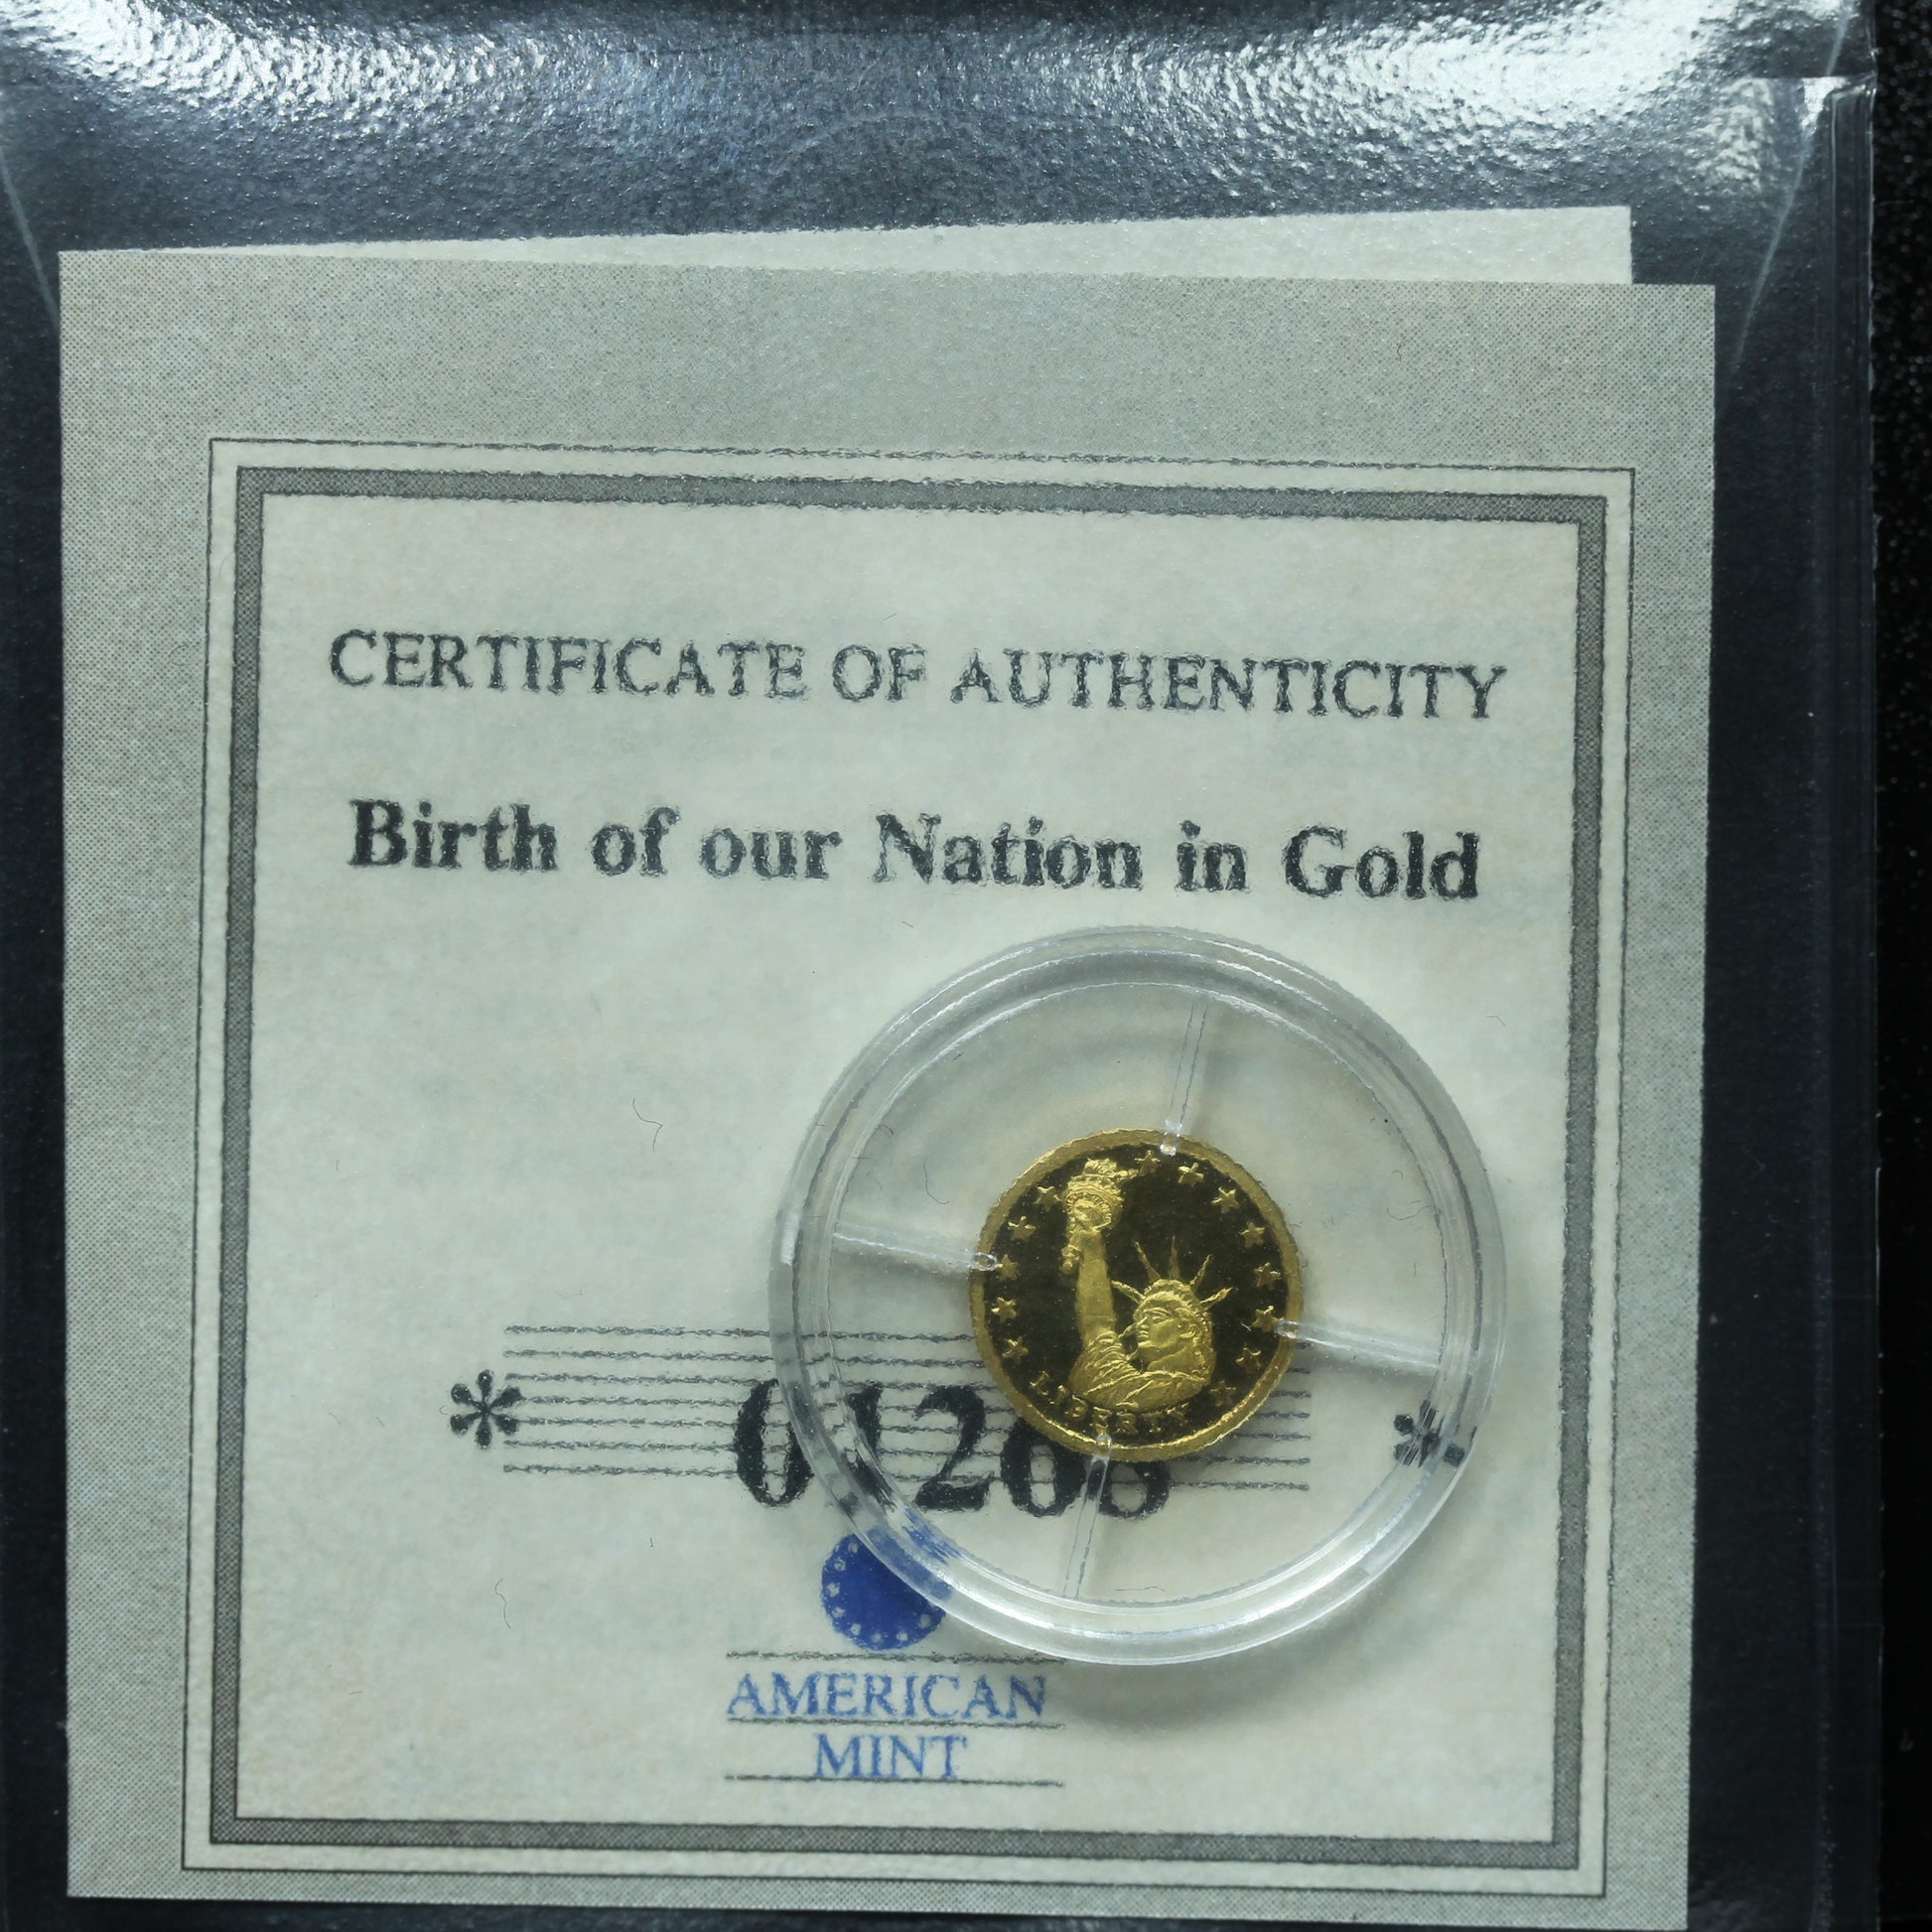 CERTIFICATE OF AUTHENTICITY
Birth of our Nation in Gold
LIBERTY
AMERICAN
MINT